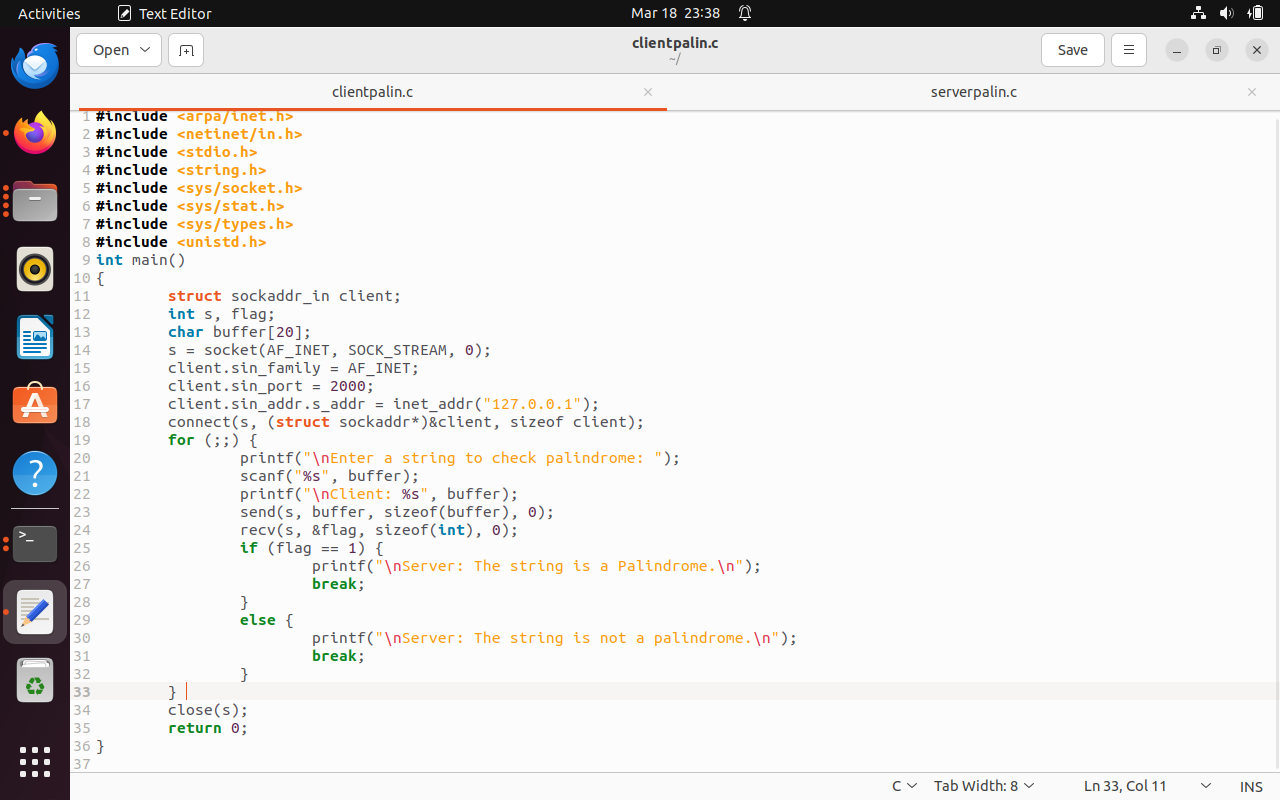 Activities Text Editor Mar 18 23:38
Open clientpalin.c Save
~/
clientpalin.c serverpalin.c
1 #include <arpa/inet.h>
2 #include <netinet/in.h>
3 #include <stdio.h>
4 #include <string.h>
5 #include <sys/socket.h>
6 #include <sys/stat.h>
7 #include <sys/types.h>
8 #include <unistd.h>
9 int main()
10 {
11         struct sockaddr_in client;
12         int s, flag;
13         char buffer[20];
14         s = socket(AF_INET, SOCK_STREAM, 0);
15         client.sin_family = AF_INET;
16         client.sin_port = 2000;
17         client.sin_addr.s_addr = inet_addr("127.0.0.1");
18         connect(s, (struct sockaddr*)&client, sizeof client);
19         for (;;) {
20                 printf("\nEnter a string to check palindrome: ");
21                 scanf("%s", buffer);
22                 printf("\nClient: %s", buffer);
23                 send(s, buffer, sizeof(buffer), 0);
24                 recv(s, &flag, sizeof(int), 0);
25                 if (flag == 1) {
26                         printf("\nServer: The string is a Palindrome.\n");
27                         break;
28                 }
29                 else {
30                         printf("\nServer: The string is not a palindrome.\n");
31                         break;
32                 }
33         }
34         close(s);
35         return 0;
36 }
37
C Tab Width: 8 Ln 33, Col 11 INS